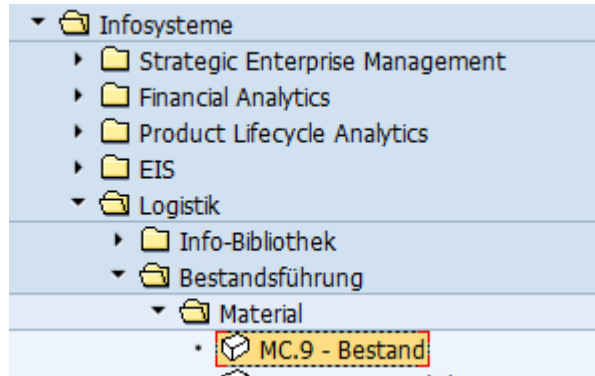 Infosysteme
Strategic Enterprise Management
Financial Analytics
Product Lifecycle Analytics
EIS
Logistik
Info-Bibliothek
Bestandsführung
Material
MC.9 - Bestand